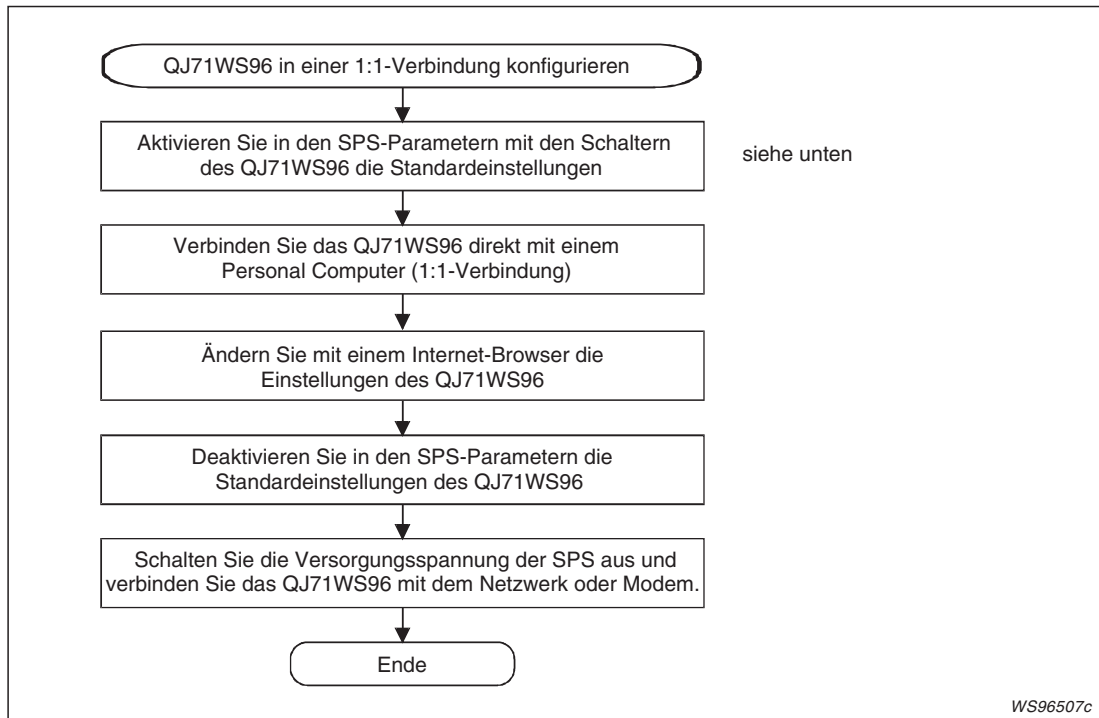 QJ71WS96 in einer 1:1-Verbindung konfigurieren
Aktivieren Sie in den SPS-Parametern mit den Schaltern
des QJ71WS96 die Standardeinstellungen
siehe unten
Verbinden Sie das QJ71WS96 direkt mit einem
Personal Computer (1:1-Verbindung)
Ändern Sie mit einem Internet-Browser die
Einstellungen des QJ71WS96
Deaktivieren Sie in den SPS-Parametern die
Standardeinstellungen des QJ71WS96
Schalten Sie die Versorgungsspannung der SPS aus und
verbinden Sie das QJ71WS96 mit dem Netzwerk oder Modem.
Ende
WS96507c